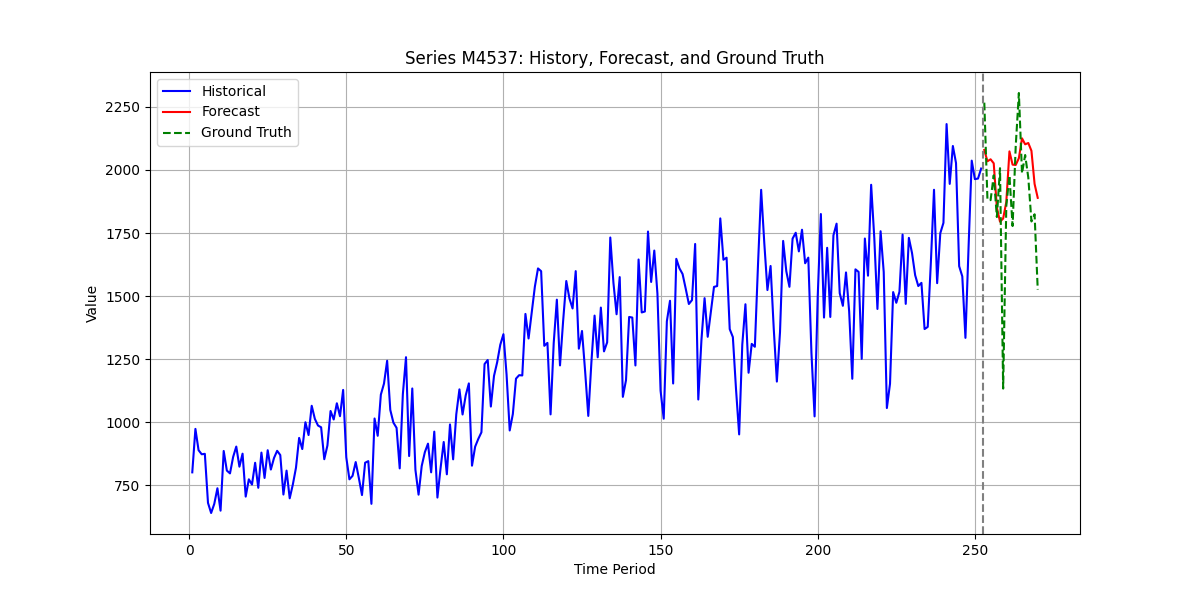 Series M4537: History, Forecast, and Ground Truth
Historical
Forecast
Ground Truth
Value
2250
2000
1750
1500
1250
1000
750
0 50 100 150 200 250
Time Period